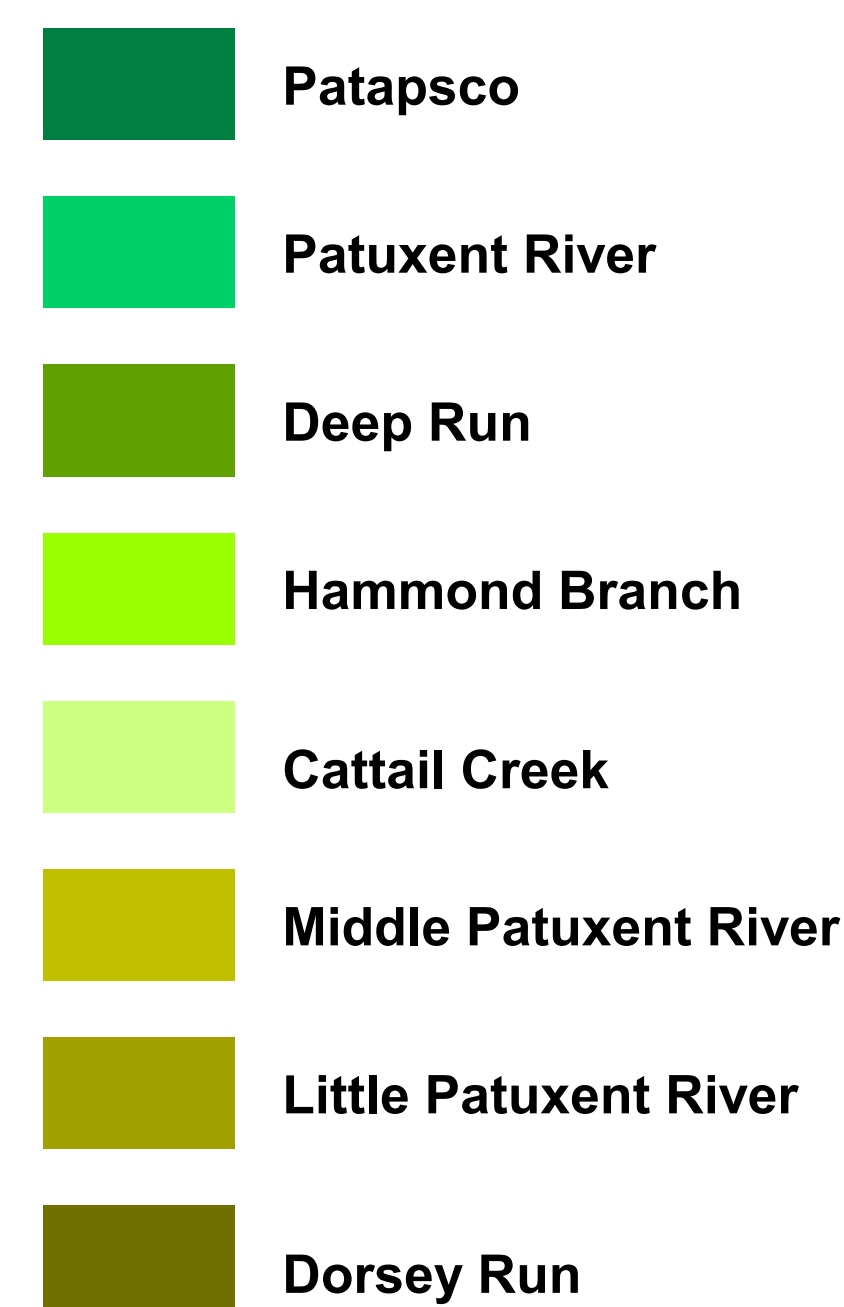 Patapsco
Patuxent River
Deep Run
Hammond Branch
Cattail Creek
Middle Patuxent River
Little Patuxent River
Dorsey Run